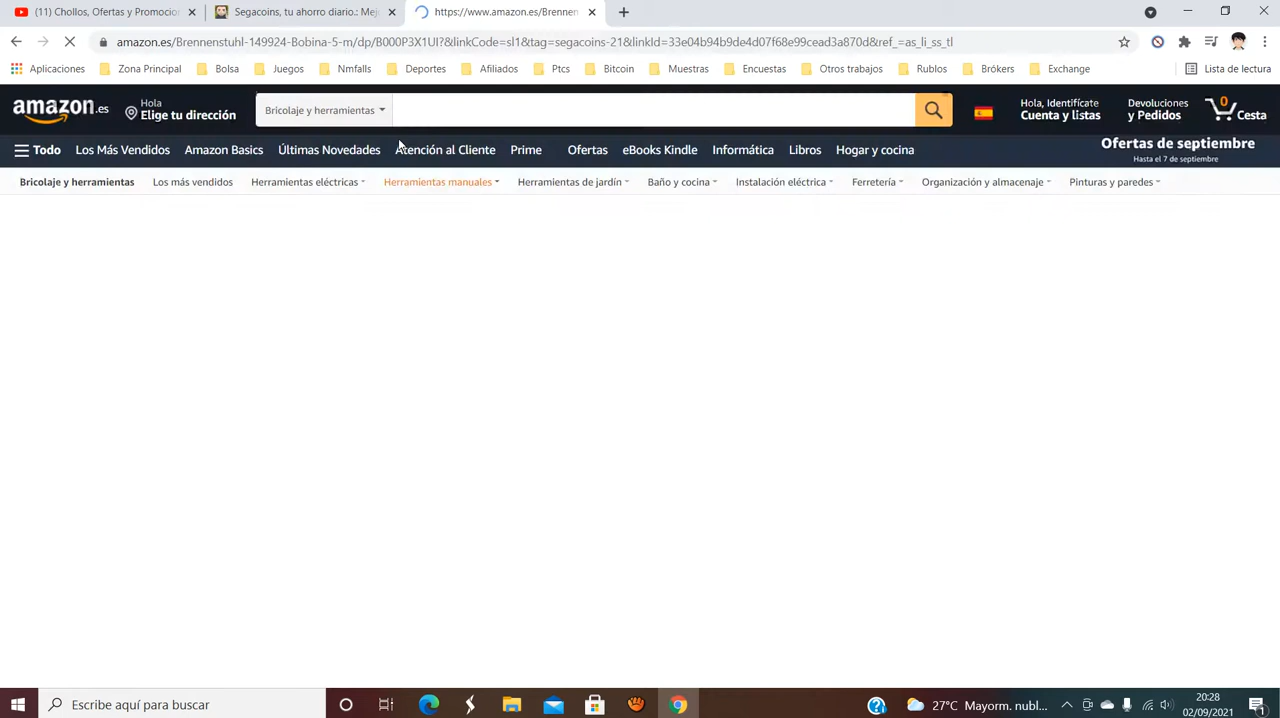 (11) Chollos, Ofertas y Promocion
Segacoins, tu ahorro diario.: Mej
https://www.amazon.es/Brennen
amazon.es/Brennenstuhl-149924-Bobina-5-m/dp/B000P3X1UI?&linkCode=sl1&tag=segacoins-21&linkId=33e04b94b9de4d07f68e99cead3a870d&ref_=as_li_ss_tl
Aplicaciones Zona Principal Bolsa Juegos Nmfalls Deportes Afiliados Ptcs Bitcoin Muestras Encuestas Otros trabajos Rublos Brókers Exchange Lista de lectura
amazon.es
Hola
Elige tu dirección
Bricolaje y herramientas
Hola, Identifícate
Cuenta y listas
Devoluciones
y Pedidos
0
Cesta
Todo Los Más Vendidos Amazon Basics Últimas Novedades Atención al Cliente Prime Ofertas eBooks Kindle Informática Libros Hogar y cocina
Ofertas de septiembre
Hasta el 7 de septiembre
Bricolaje y herramientas Los más vendidos Herramientas eléctricas Herramientas manuales Herramientas de jardín Baño y cocina Instalación eléctrica Ferretería Organización y almacenaje Pinturas y paredes
Escribe aquí para buscar
27°C Mayorm. nubl...
20:28
02/09/2021
1